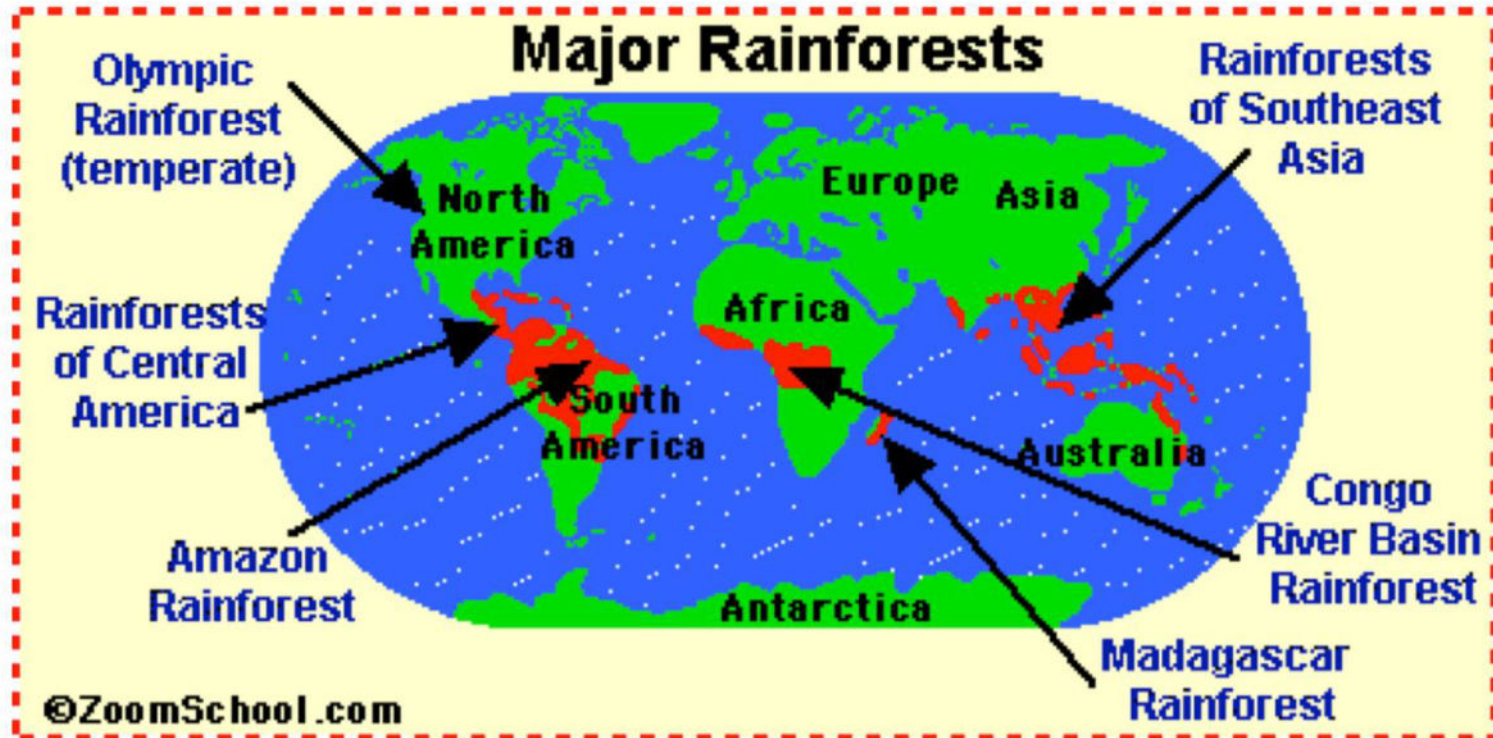 Major Rainforests
Olympic
Rainforest
(temperate)
Rainforests
of Southeast
Asia
North
America
Europe
Asia
Rainforests
of Central
America
Africa
South
America
Australia
Amazon
Rainforest
Congo
River Basin
Rainforest
Antarctica
Madagascar
Rainforest
©ZoomSchool.com